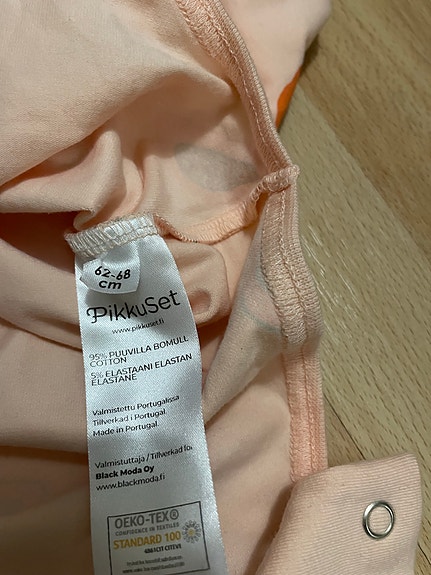 62-68
cm
PikkuSet
www.pikkuset.fi
95% PUUVILLA BOMULL
COTTON
5% ELASTAANI ELASTAN
ELASTANE
Valmistettu Portugalissa
Tillverkad i Portugal.
Made in Portugal.
Valmistuttaja / Tillverkad för
Black Moda Oy
www.blackmoda.fi
OEKO-TEX®
CONFIDENCE IN TEXTILES
STANDARD 100